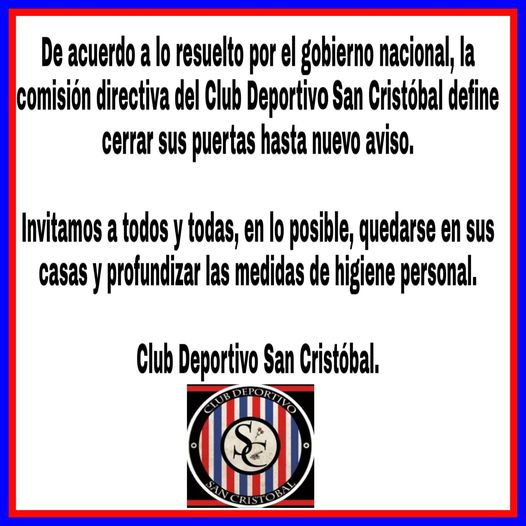 De acuerdo a lo resuelto por el gobierno nacional, la
comisión directiva del Club Deportivo San Cristóbal define
cerrar sus puertas hasta nuevo aviso.
Invitamos a todos y todas, en lo posible, quedarse en sus
casas y profundizar las medidas de higiene personal.
Club Deportivo San Cristóbal.
CLUB DEPORTIVO
SC
SAN CRISTOBAL